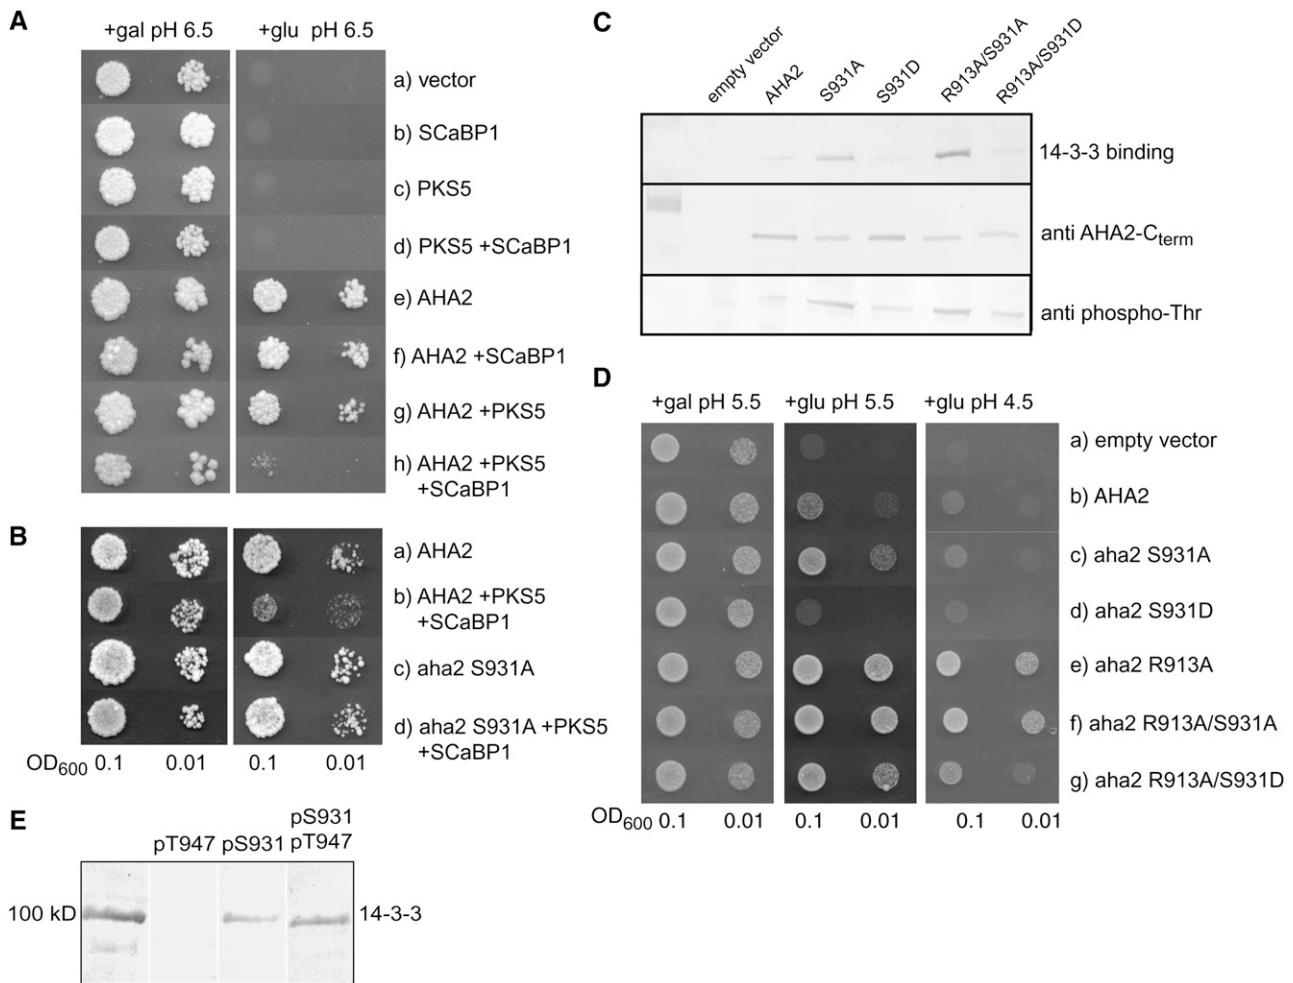 A
+gal pH 6.5
+glu pH 6.5
a) vector
b) SCaBP1
c) PKS5
d) PKS5 +SCaBP1
e) AHA2
f) AHA2 +SCaBP1
g) AHA2 +PKS5
h) AHA2 +PKS5
+SCaBP1
B
a) AHA2
b) AHA2 +PKS5
+SCaBP1
c) aha2 S931A
d) aha2 S931A +PKS5
+SCaBP1
OD600 0.1 0.01 0.1 0.01
C
empty vector
AHA2
S931A
S931D
R913A/S931A
R913A/S931D
14-3-3 binding
anti AHA2-Cterm
anti phospho-Thr
D
+gal pH 5.5
+glu pH 5.5
+glu pH 4.5
a) empty vector
b) AHA2
c) aha2 S931A
d) aha2 S931D
e) aha2 R913A
f) aha2 R913A/S931A
g) aha2 R913A/S931D
OD600 0.1 0.01 0.1 0.01 0.1 0.01
E
pT947
pS931
pS931
pT947
100 kD
14-3-3